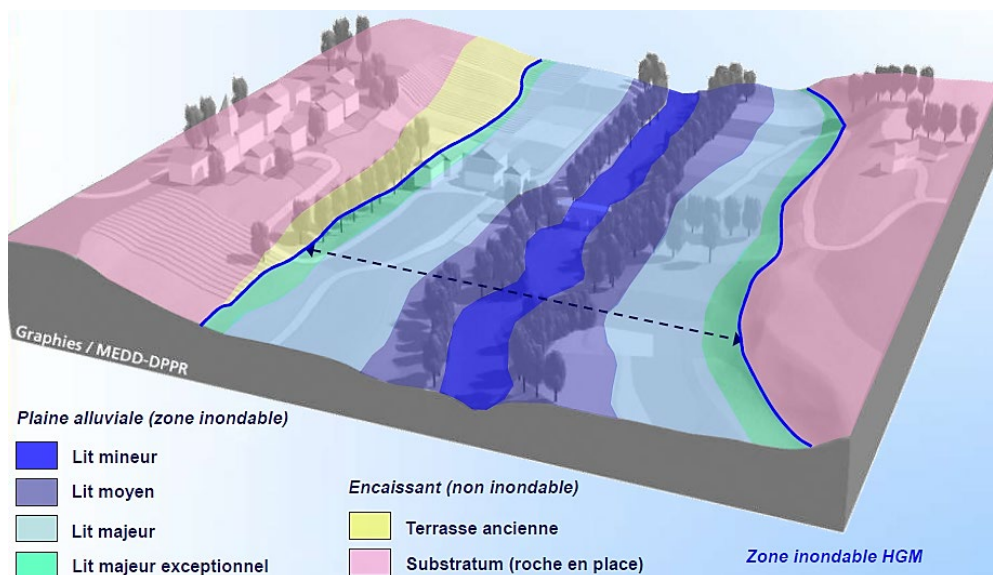 Graphies / MEDD-DPPR
Plaine alluviale (zone inondable)
Lit mineur
Lit moyen
Lit majeur
Lit majeur exceptionnel
Encaissant (non inondable)
Terrasse ancienne
Substratum (roche en place)
Zone inondable HGM